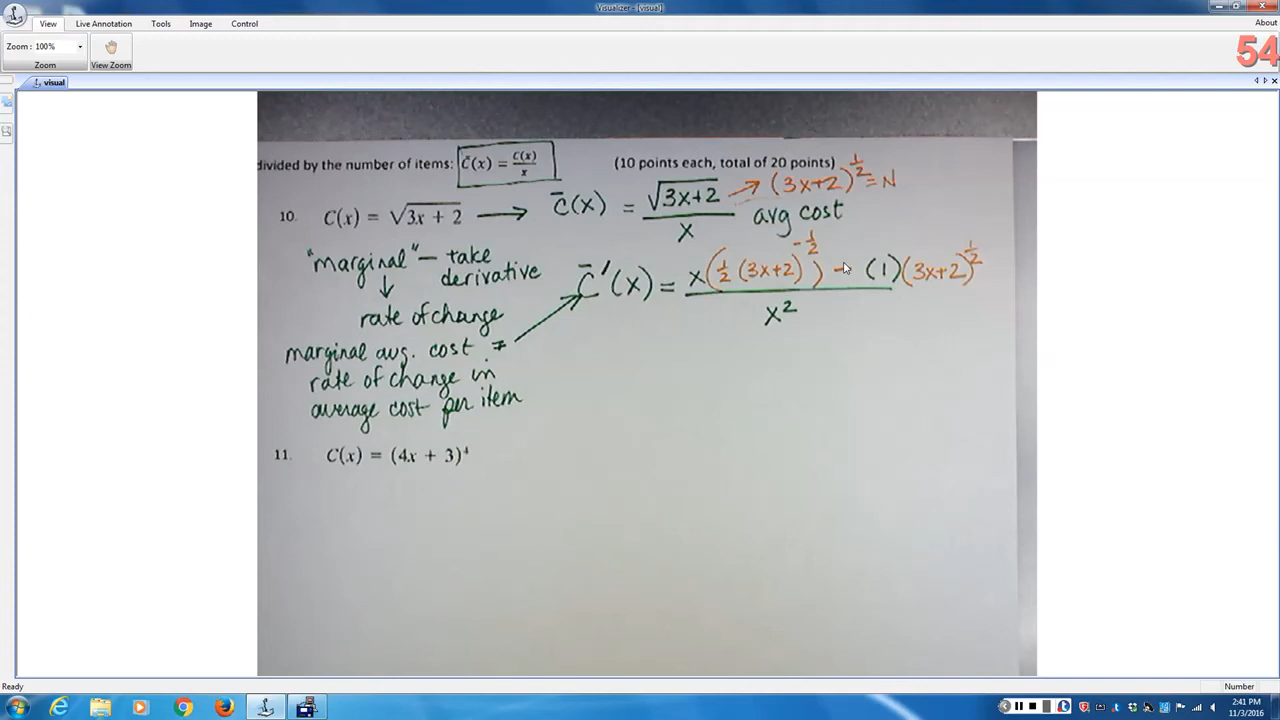 Visualizer - [visual]
View Live Annotation Tools Image Control
About
Zoom : 100%
View Zoom
Zoom
Zoom
54
visual
divided by the number of items: C̄(x) = C(x)/x (10 points each, total of 20 points)
10. C(x) = √3x + 2 → C̄(x) = √3x+2 / x → (3x+2)^1/2 = N
avg cost
"marginal" – take derivative
↓
rate of change
C̄'(x) = x(1/2 (3x+2)^-1/2) - (1)(3x+2)^1/2 / x²
marginal avg. cost =
rate of change in
average cost per item
11. C(x) = (4x + 3)⁴
Ready
Number
2:41 PM
11/3/2016